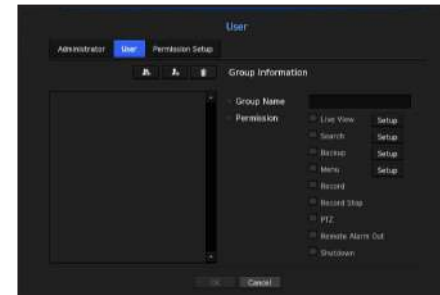 User
Administrator User Permission Setup
Group Information
Group Name
Permission
Live View Setup
Search Setup
Backup Setup
Menu Setup
Record
Record Stop
PTZ
Remote Alarm Out
Shutdown
OK Cancel